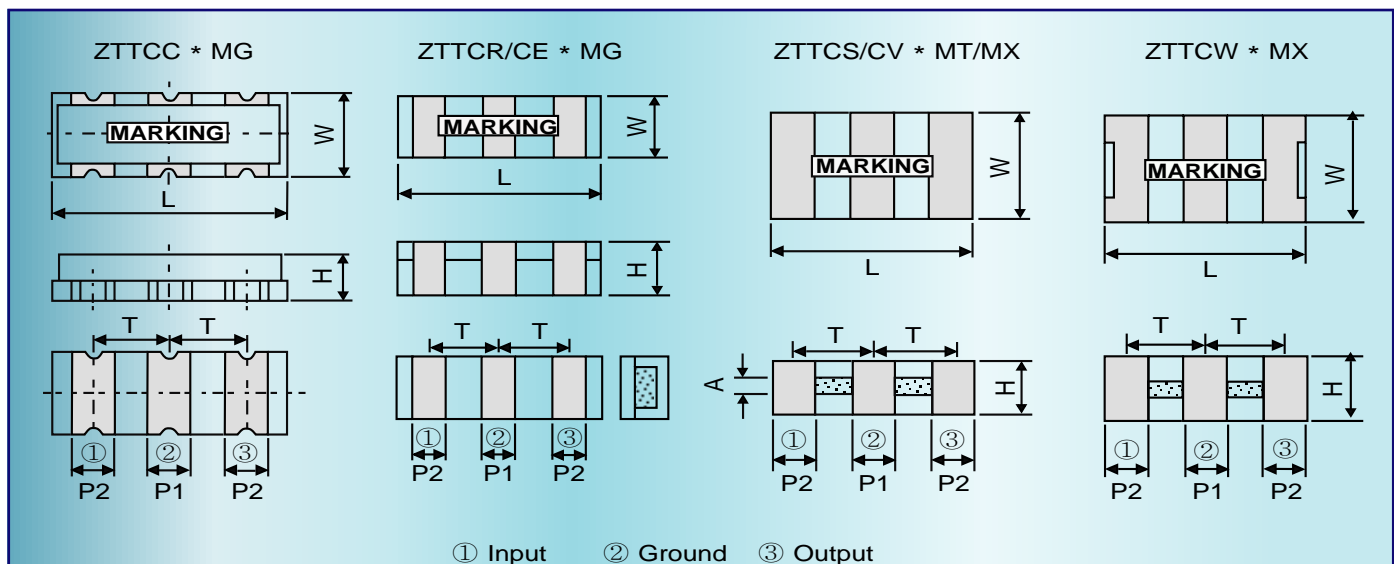 ZTTCC * MG
MARKING
W
L
H
T T
① ② ③
P2 P1 P2
ZTTCR/CE * MG
MARKING
W
L
H
T T
① ② ③
P2 P1 P2
ZTTCS/CV * MT/MX
MARKING
W
L
T T
A
H
① ② ③
P2 P1 P2
ZTTCW * MX
MARKING
W
L
T T
H
① ② ③
P2 P1 P2
① Input ② Ground ③ Output